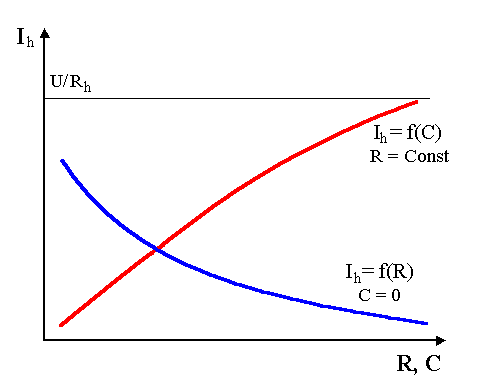 Ih
U/Rh
Ih = f(C)
R = Const
Ih = f(R)
C = 0
R, C